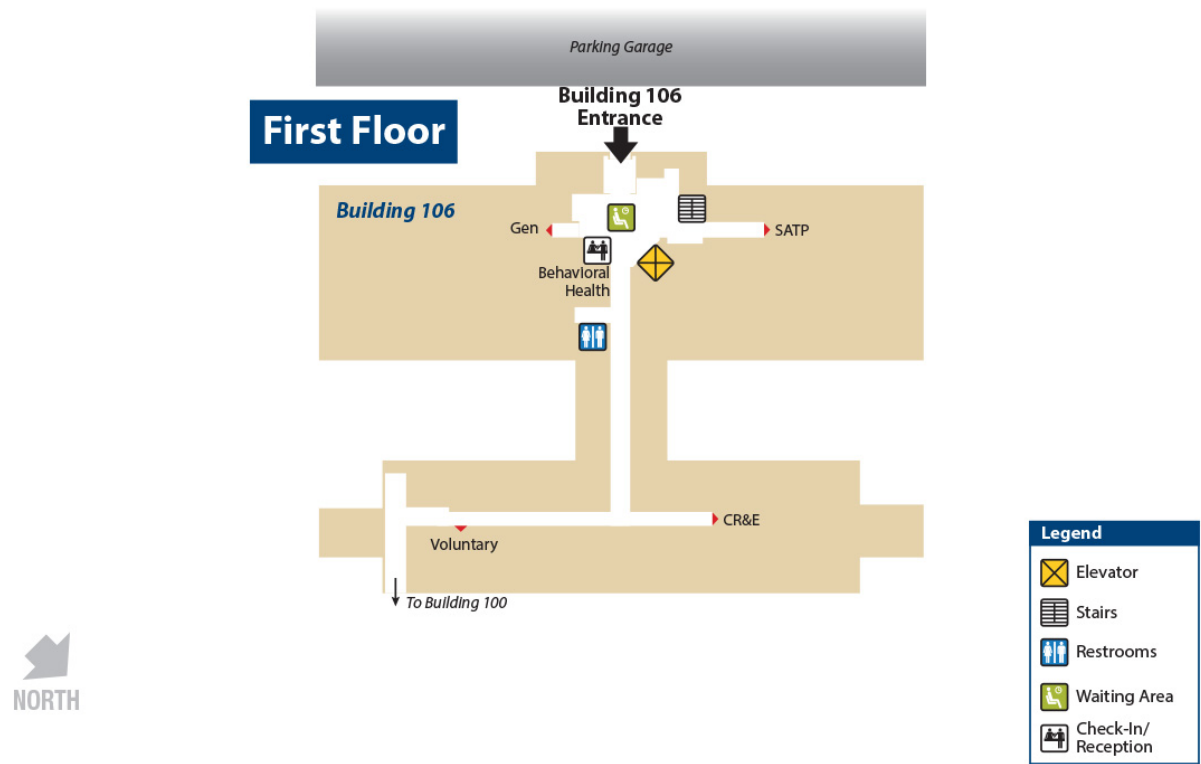 Parking Garage
Building 106
Entrance
First Floor
Building 106
Gen
SATP
Behavioral
Health
CR&E
Voluntary
To Building 100
NORTH
Legend
Elevator
Stairs
Restrooms
Waiting Area
Check-In/
Reception